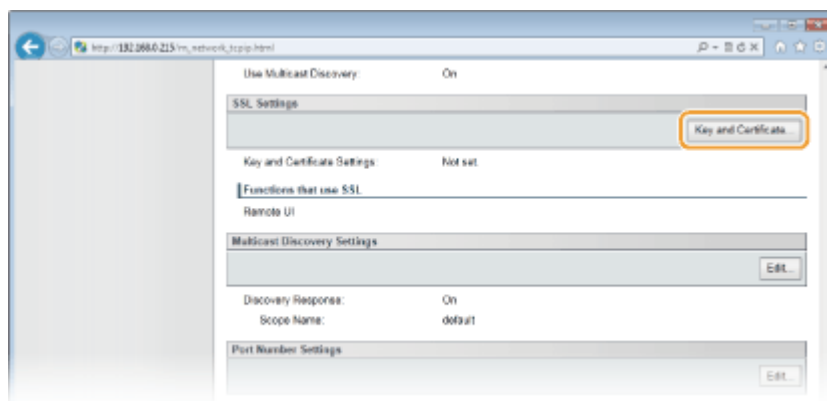 http://192.168.0.215/m_network_tcpip.html
Use Multicast Discovery: On
SSL Settings
Key and Certificate...
Key and Certificate Settings: Not set.
Functions that use SSL
Remote UI
Multicast Discovery Settings
Edit...
Discovery Response: On
Scope Name: default
Port Number Settings
Edit...